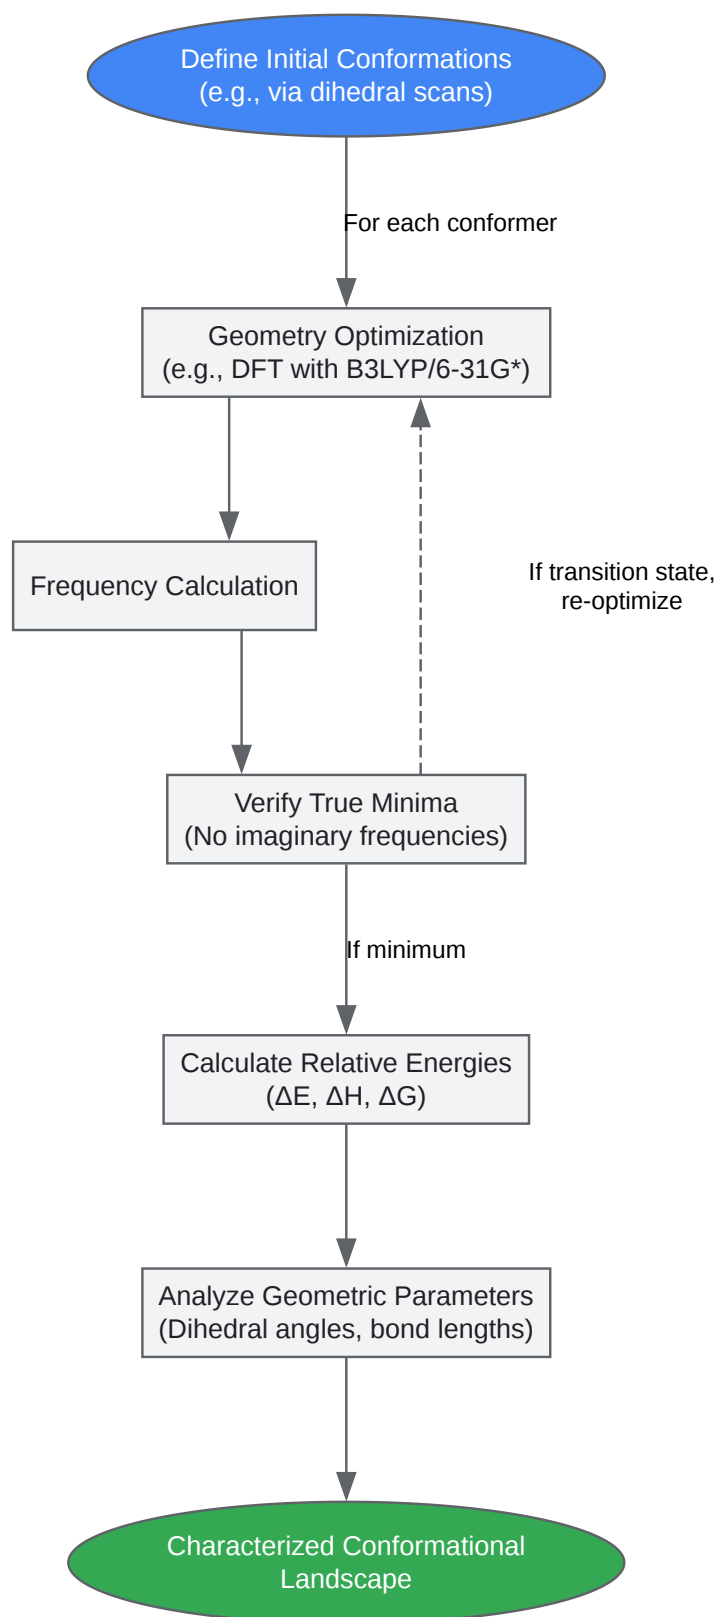 Define Initial Conformations
(e.g., via dihedral scans)
For each conformer
Geometry Optimization
(e.g., DFT with B3LYP/6-31G*)
Frequency Calculation
If transition state,
re-optimize
Verify True Minima
(No imaginary frequencies)
If minimum
Calculate Relative Energies
(ΔE, ΔH, ΔG)
Analyze Geometric Parameters
(Dihedral angles, bond lengths)
Characterized Conformational
Landscape